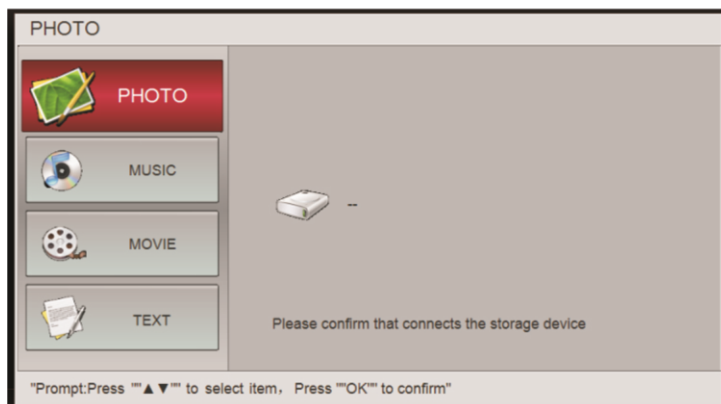 PHOTO
PHOTO
MUSIC
--
MOVIE
TEXT
Please confirm that connects the storage device
"Prompt:Press ""▲▼"" to select item， Press ""OK"" to confirm"